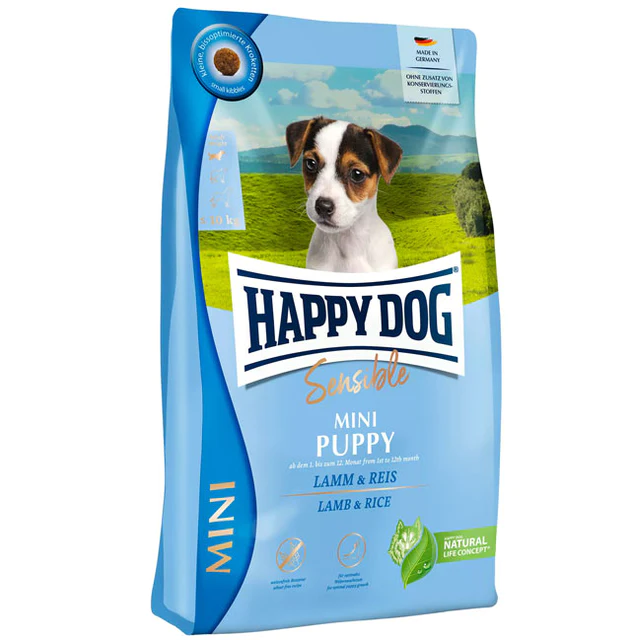 Kleine, bissoptimierte Kroketten
small kibbles
MADE IN
GERMANY
OHNE ZUSATZ VON
KONSERVIERUNGS-
STOFFEN
10 kg
HAPPY DOG®
Sensible
MINI
PUPPY
ab dem 1. bis zum 12. Monat from 1st to 12th month
LAMM & REIS
LAMB & RICE
MINI
NATURAL
LIFE CONCEPT®